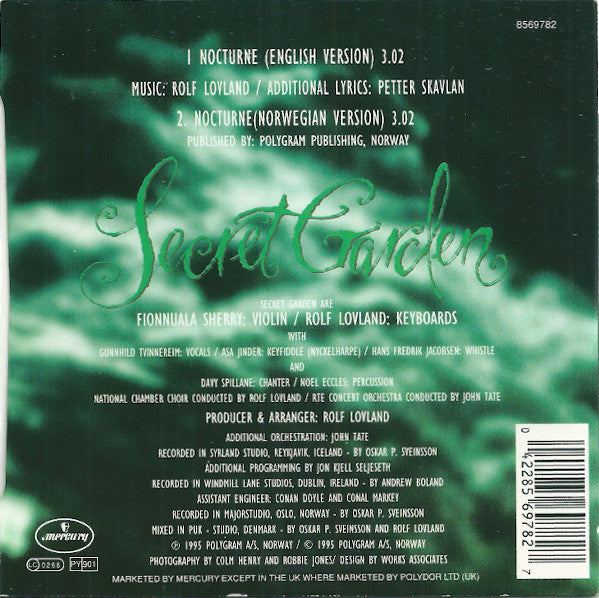 8569782
1 NOCTURNE (ENGLISH VERSION) 3.02
MUSIC: ROLF LOVLAND / ADDITIONAL LYRICS: PETTER SKAVLAN
2. NOCTURNE(NORWEGIAN VERSION) 3.02
PUBLISHED BY: POLYGRAM PUBLISHING, NORWAY
Secret Garden
SECRET GARDEN ARE
FIONNUALA SHERRY: VIOLIN / ROLF LOVLAND: KEYBOARDS
WITH
GUNNHILD TVINNEREIM: VOCALS / ASA JINDER: KEYFIDDLE (NYCKELHARPE) / HANS FREDRIK JACOBSEN: WHISTLE
AND
DAVY SPILLANE: CHANTER / NOEL ECCLES: PERCUSSION
NATIONAL CHAMBER CHOIR CONDUCTED BY ROLF LOVLAND / RTE CONCERT ORCHESTRA CONDUCTED BY JOHN TATE
PRODUCER & ARRANGER: ROLF LOVLAND
ADDITIONAL ORCHESTRATION: JOHN TATE
RECORDED IN SYRLAND STUDIO, REYKJAVIK, ICELAND - BY OSKAR P. SVEINSSON
ADDITIONAL PROGRAMMING BY JON KJELL SELJESETH
RECORDED IN WINDMILL LANE STUDIOS, DUBLIN, IRELAND - BY ANDREW BOLAND
ASSISTANT ENGINEER: CONAN DOYLE AND CONAL MARKEY
RECORDED IN MAJORSTUDIO, OSLO, NORWAY - BY OSKAR P. SVEINSSON
MIXED IN PUK - STUDIO, DENMARK - BY OSKAR P. SVEINSSON AND ROLF LOVLAND
℗ 1995 POLYGRAM A/S, NORWAY / © 1995 POLYGRAM A/S, NORWAY
PHOTOGRAPHY BY COLM HENRY AND ROBBIE JONES/ DESIGN BY WORKS ASSOCIATES
MARKETED BY MERCURY EXCEPT IN THE UK WHERE MARKETED BY POLYDOR LTD (UK)
mercury
LC 0268 PY 901
0 42285 69782 7